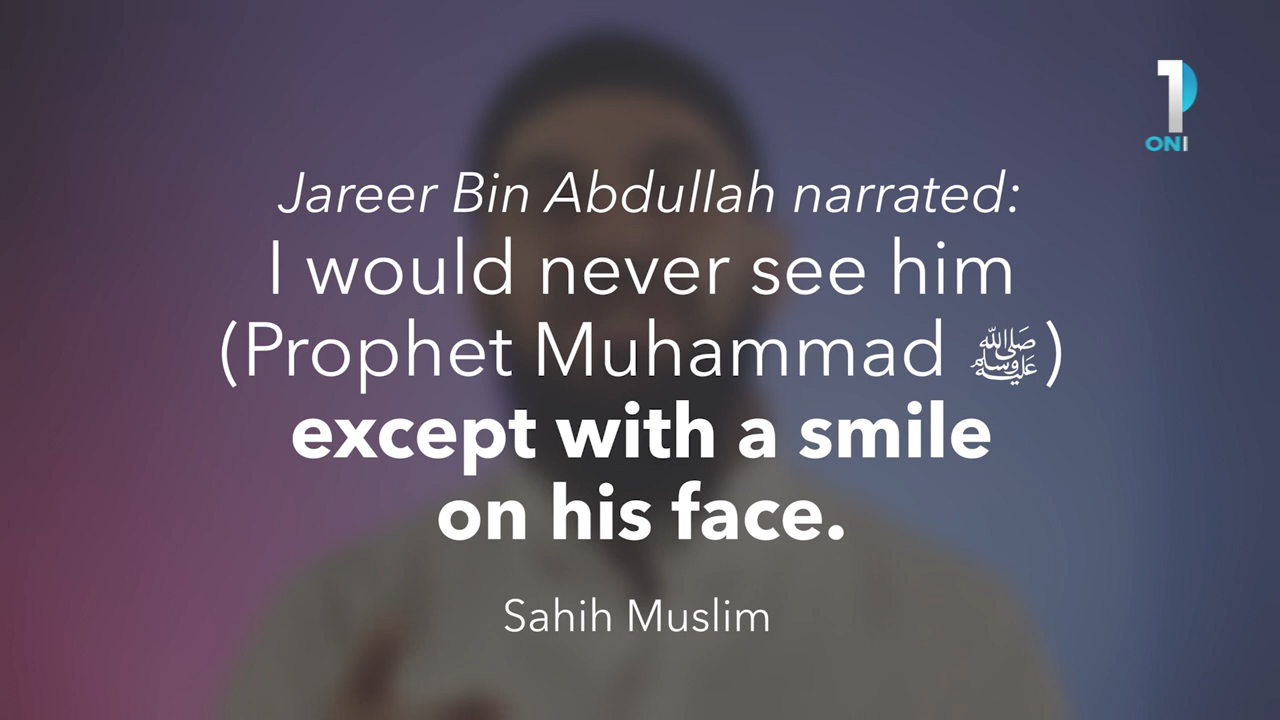 1
ONI
Jareer Bin Abdullah narrated:
I would never see him
(Prophet Muhammad ﷺ)
except with a smile
on his face.
Sahih Muslim